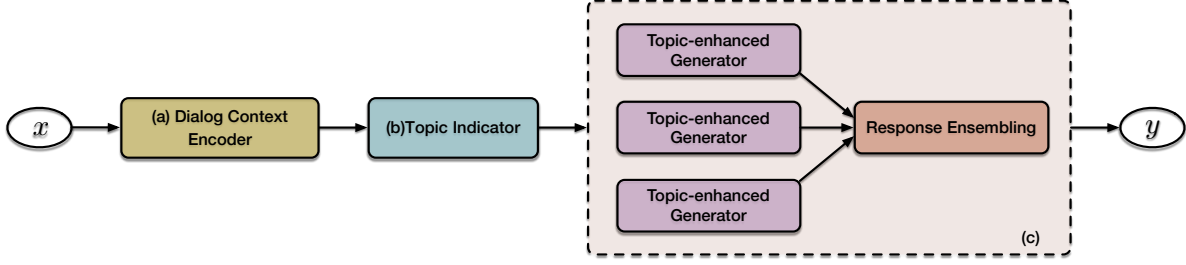 x
(a) Dialog Context
Encoder
(b)Topic Indicator
Topic-enhanced
Generator
Topic-enhanced
Generator
Topic-enhanced
Generator
Response Ensembling
(c)
y